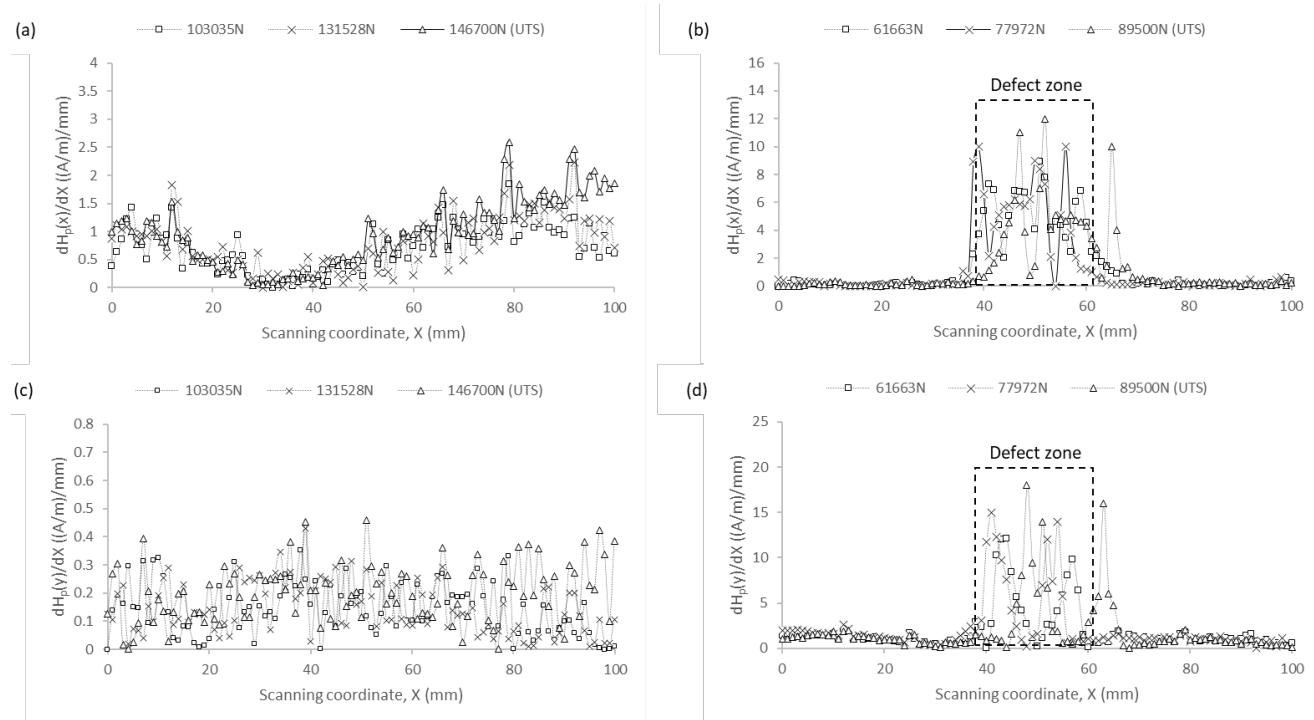 (a)
103035N 131528N 146700N (UTS)
4
3.5
3
2.5
2
1.5
1
0.5
0
dHp(x)/dX ((A/m)/mm)
0 20 40 60 80 100
Scanning coordinate, X (mm)
(b)
61663N 77972N 89500N (UTS)
16
14
12
10
8
6
4
2
0
dHp(x)/dX ((A/m)/mm)
Defect zone
0 20 40 60 80 100
Scanning coordinate, X (mm)
(c)
103035N 131528N 146700N (UTS)
0.8
0.7
0.6
0.5
0.4
0.3
0.2
0.1
0
dHp(y)/dX ((A/m)/mm)
0 20 40 60 80 100
Scanning coordinate, X (mm)
(d)
61663N 77972N 89500N (UTS)
25
20
15
10
5
0
dHp(y)/dX ((A/m)/mm)
Defect zone
0 20 40 60 80 100
Scanning coordinate, X (mm)